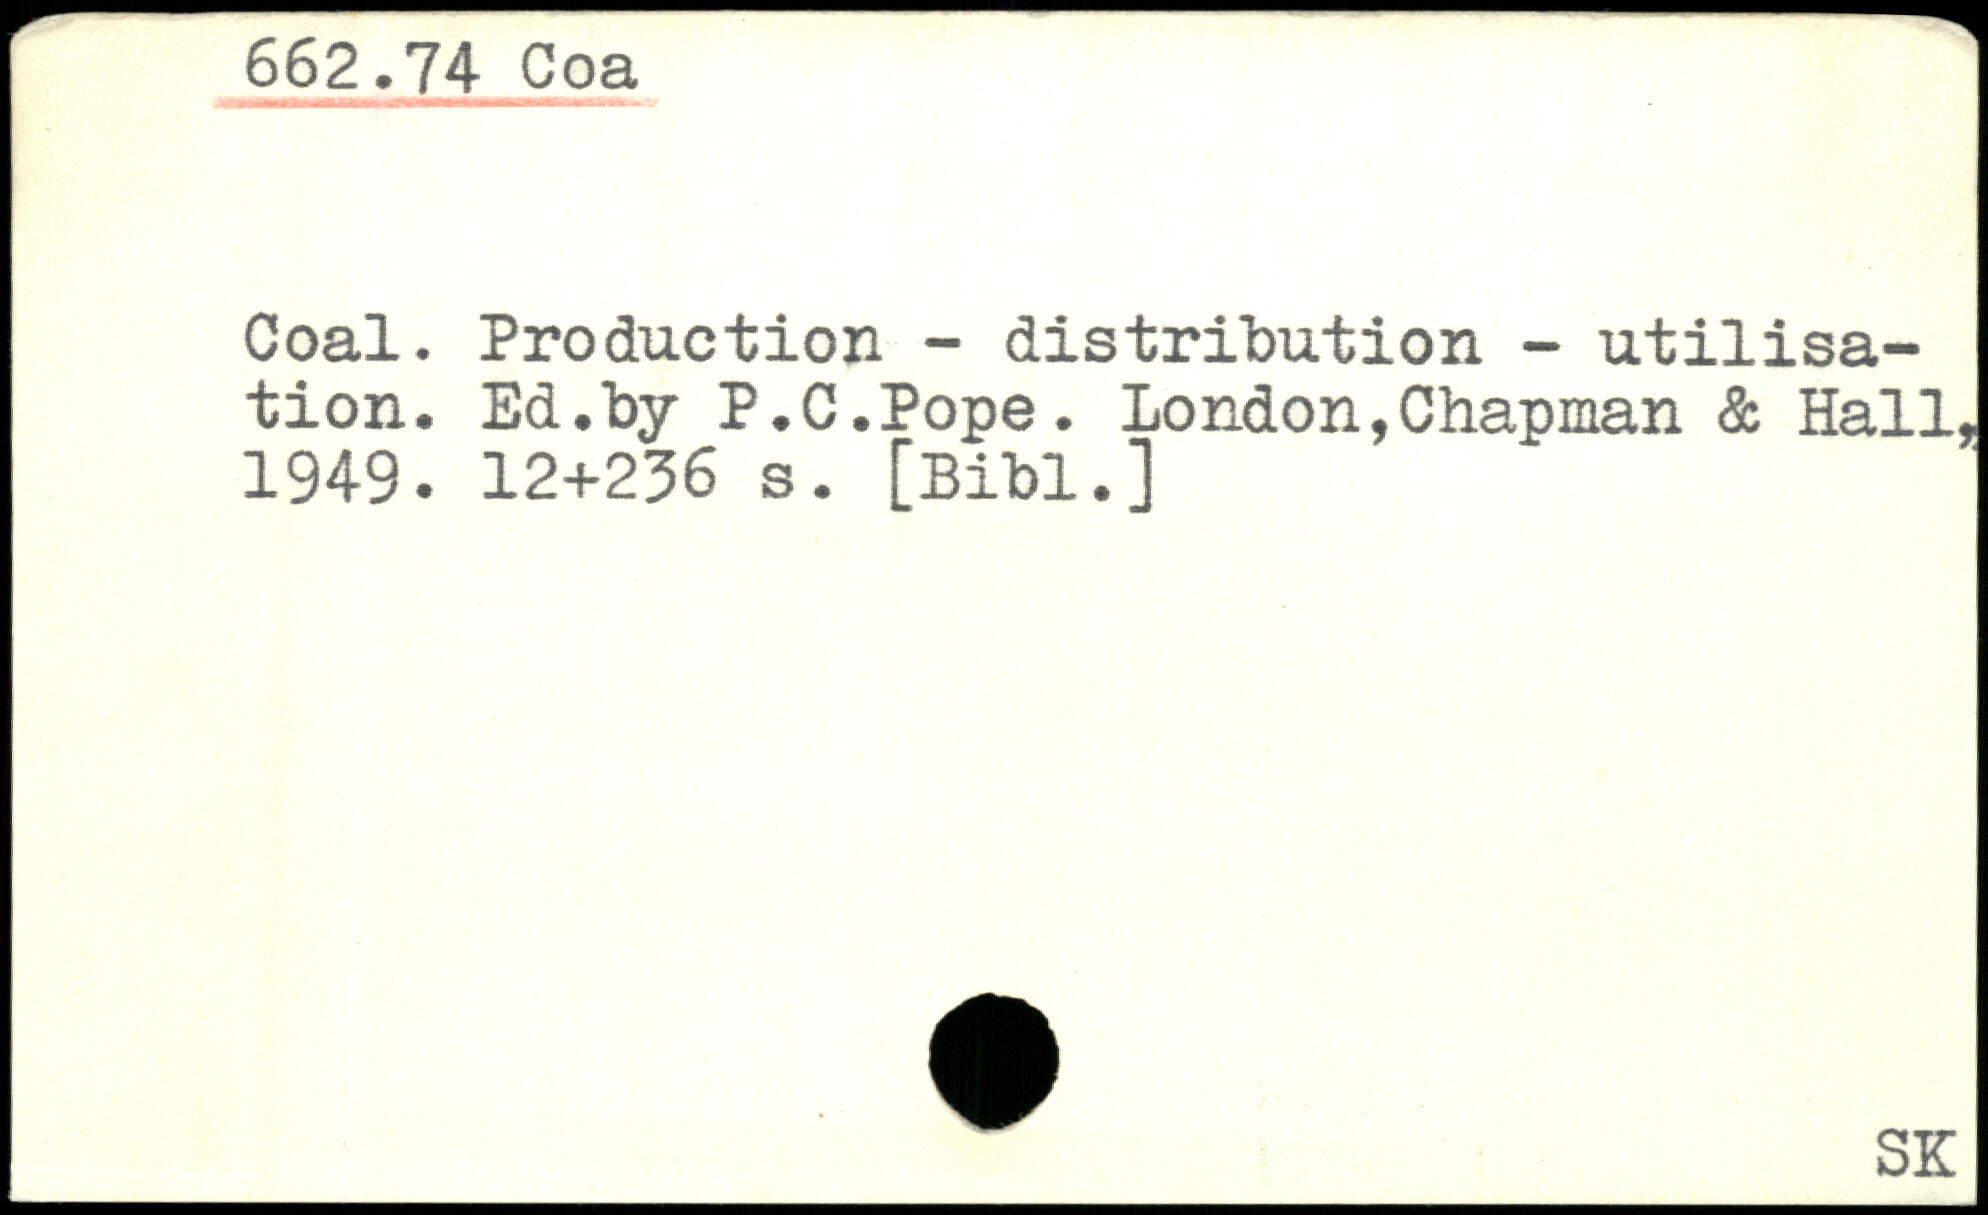 662.74 Coa
Coal. Production - distribution - utilisa-
tion. Ed.by P.C.Pope. London,Chapman & Hall,
1949. 12+236 s. [Bibl.]
SK